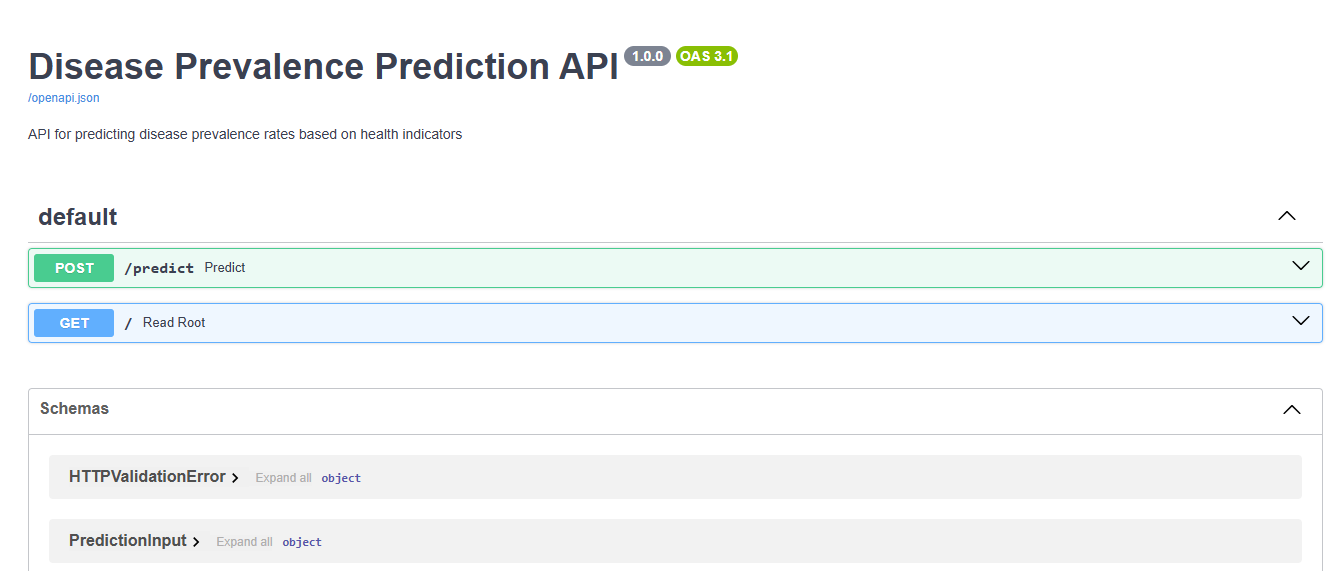 Disease Prevalence Prediction API 1.0.0 OAS 3.1
/openapi.json
API for predicting disease prevalence rates based on health indicators
default
POST /predict Predict
GET / Read Root
Schemas
HTTPValidationError Expand all object
PredictionInput Expand all object